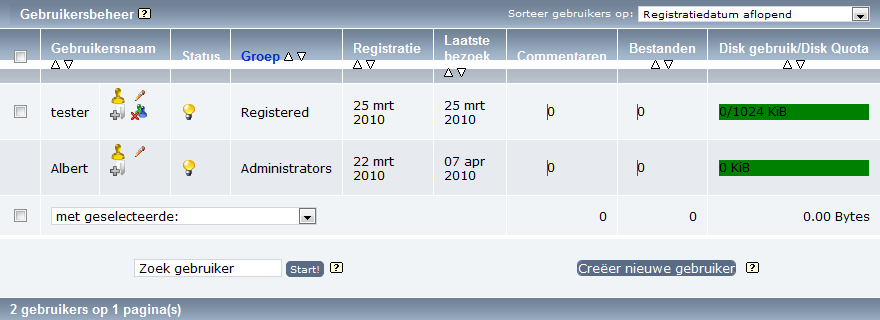 Gebruikersbeheer ?
Sorteer gebruikers op: Registratiedatum aflopend
Gebruikersnaam Status Groep Registratie Laatste bezoek Commentaren Bestanden Disk gebruik/Disk Quota
tester Registered 25 mrt 2010 25 mrt 2010 0 0 0/1024 KiB
Albert Administrators 22 mrt 2010 07 apr 2010 0 0 0 KiB
met geselecteerde: 0 0 0.00 Bytes
Zoek gebruiker Start! ? Creëer nieuwe gebruiker ?
2 gebruikers op 1 pagina(s)